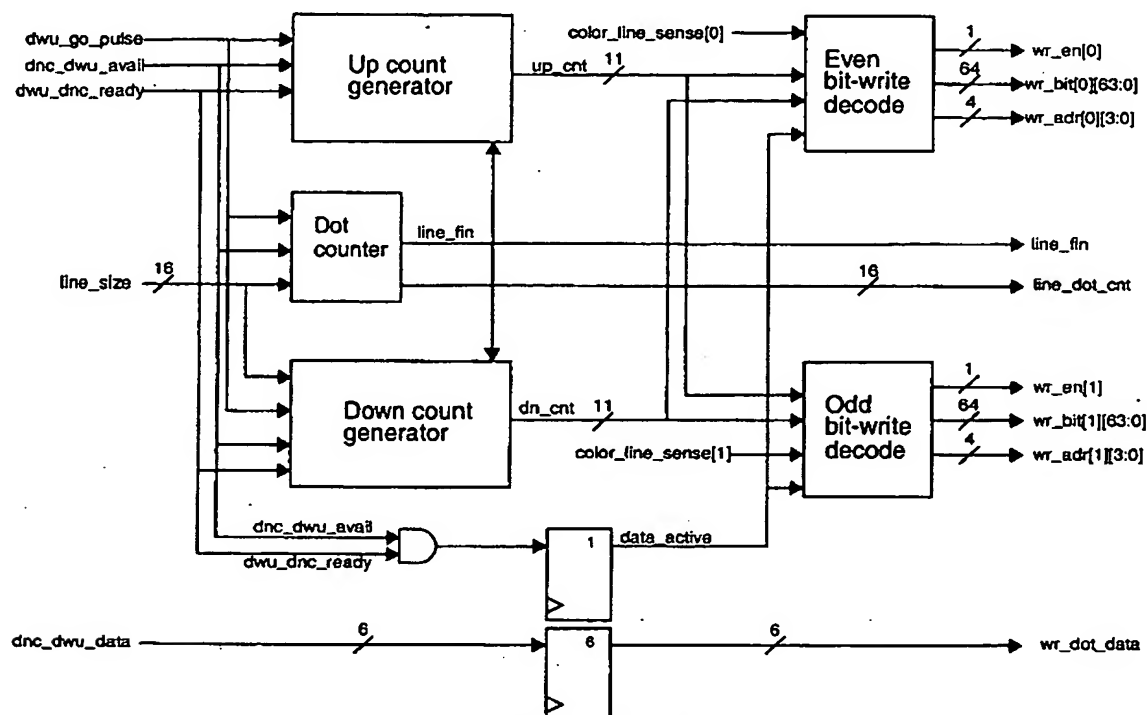 dwu_go_pulse
dnc_dwu_avail
dwu_dnc_ready
Up count
generator
up_cnt
11
color_line_sense[0]
Even
bit-write
decode
1
wr_en[0]
64
wr_bit[0][63:0]
4
wr_adr[0][3:0]
Dot
counter
line_fin
line_fin
line_size
16
16
line_dot_cnt
Down count
generator
dn_cnt
11
color_line_sense[1]
Odd
bit-write
decode
1
wr_en[1]
64
wr_bit[1][63:0]
4
wr_adr[1][3:0]
dnc_dwu_avail
dwu_dnc_ready
1
data_active
dnc_dwu_data
6
6
6
wr_dot_data